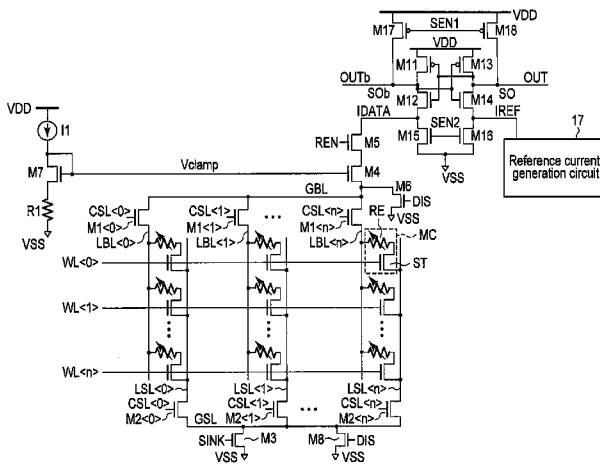 VDD
M17 SEN1 M18
VDD
M11 M13
OUTb OUT
SOb SO
M12 M14
VDD
IDATA SEN2 IREF
I1
REN M5 M15 M16
17
Reference current
generation circuit
M7 Vclamp M4 VSS
R1
GBL M6
DIS
VSS
VSS
CSL<0> CSL<1> ... CSL<n>
M1<0> M1<1> M1<n>
RE MC
LBL<0> LBL<1> LBL<n>
WL<0> ST
WL<1>
WL<n>
LSL<0> LSL<1> LSL<n>
CSL<0> CSL<1> ... CSL<n>
M2<0> GSL M2<1> M2<n>
SINK M3 M8 DIS
VSS VSS